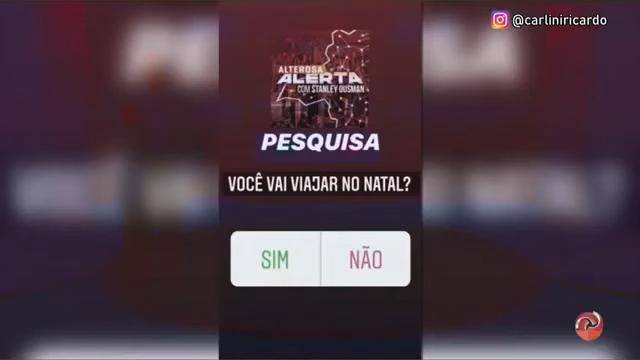 @carliniricardo
ALTEROSA
ALERTA
COM STANLEY GUSMAN
PESQUISA
VOCÊ VAI VIAJAR NO NATAL?
SIM
NÃO